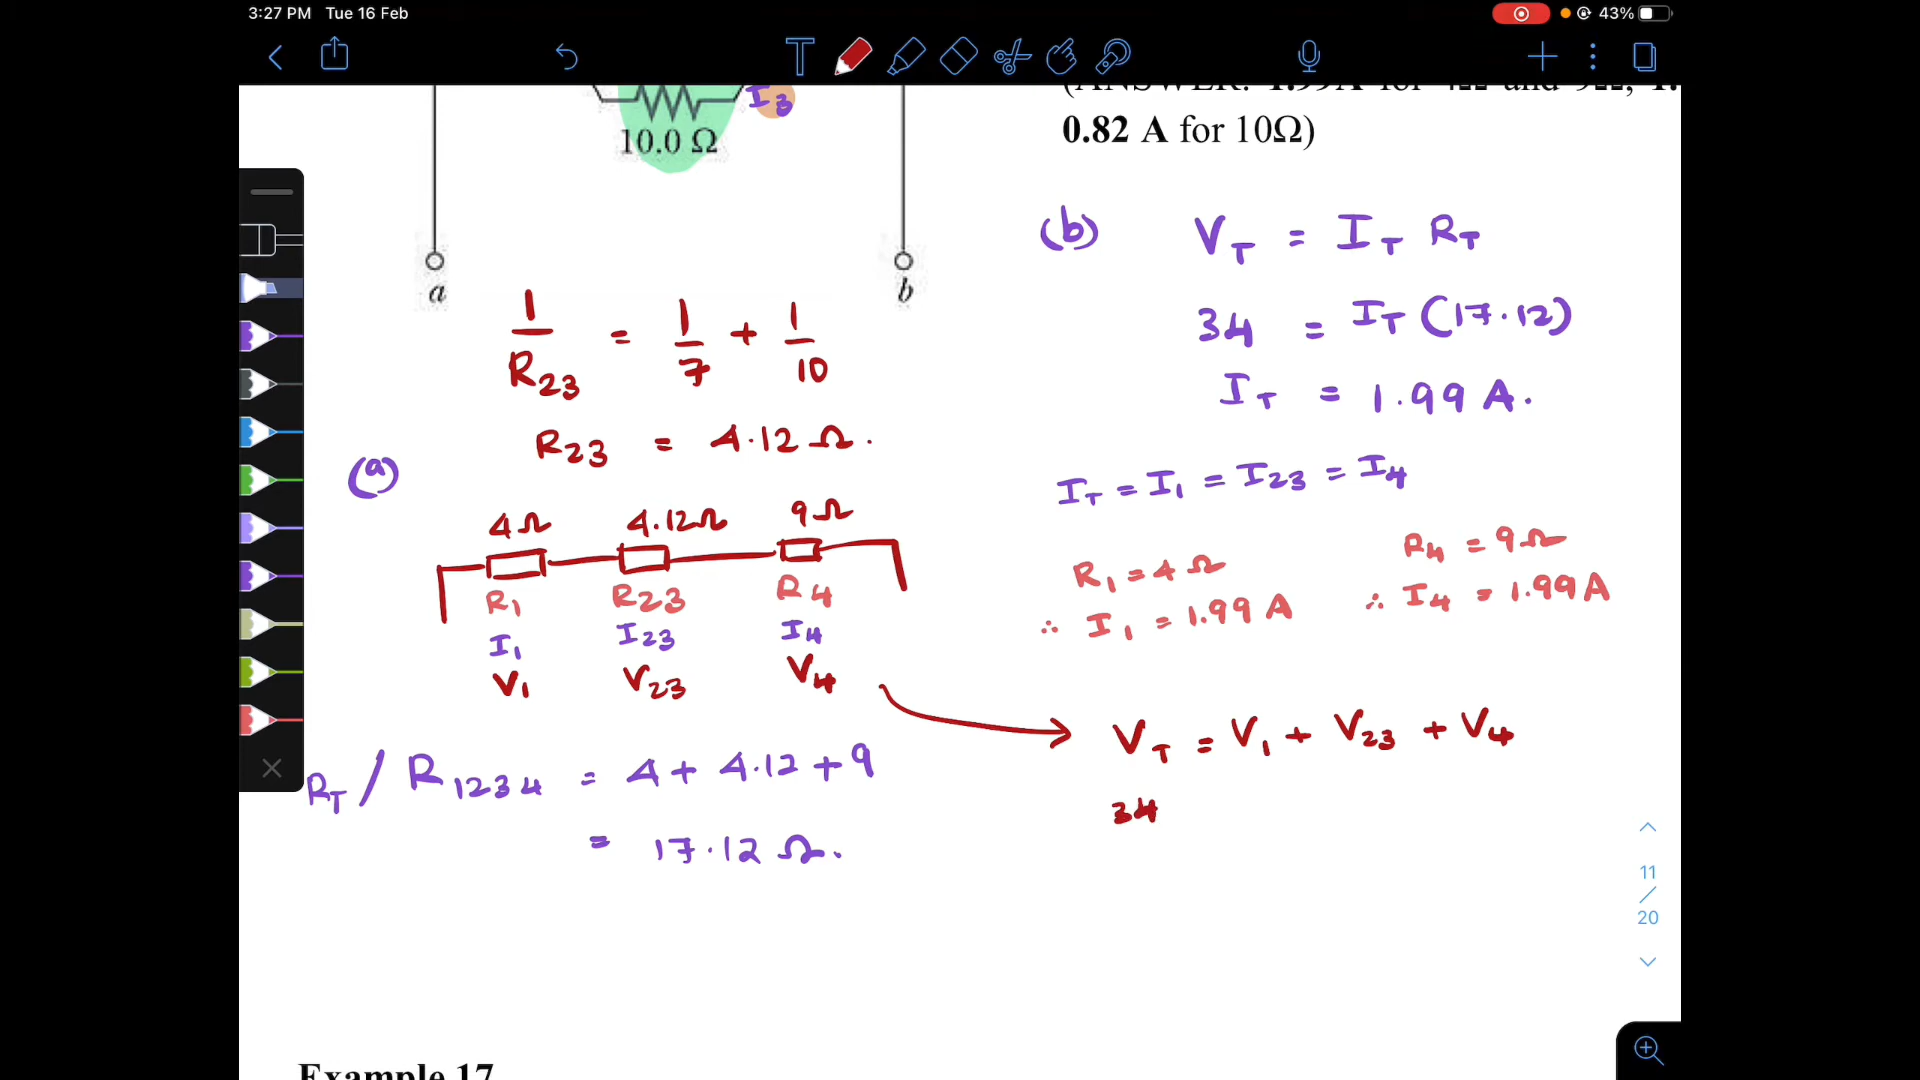 3:27 PM Tue 16 Feb
43%
I3
10.0 Ω
0.82 A for 10Ω)
a
b
1/R23 = 1/7 + 1/10
R23 = 4.12 Ω.
(a)
4Ω 4.12Ω 9Ω
R1 R23 R4
I1 I23 I4
V1 V23 V4
RT / R1234 = 4 + 4.12 + 9
= 17.12 Ω.
(b) VT = IT RT
34 = IT (17.12)
IT = 1.99 A.
IT = I1 = I23 = I4
R1 = 4 Ω
∴ I1 = 1.99 A
R4 = 9Ω
∴ I4 = 1.99 A
VT = V1 + V23 + V4
34
11
/
20
Example 17